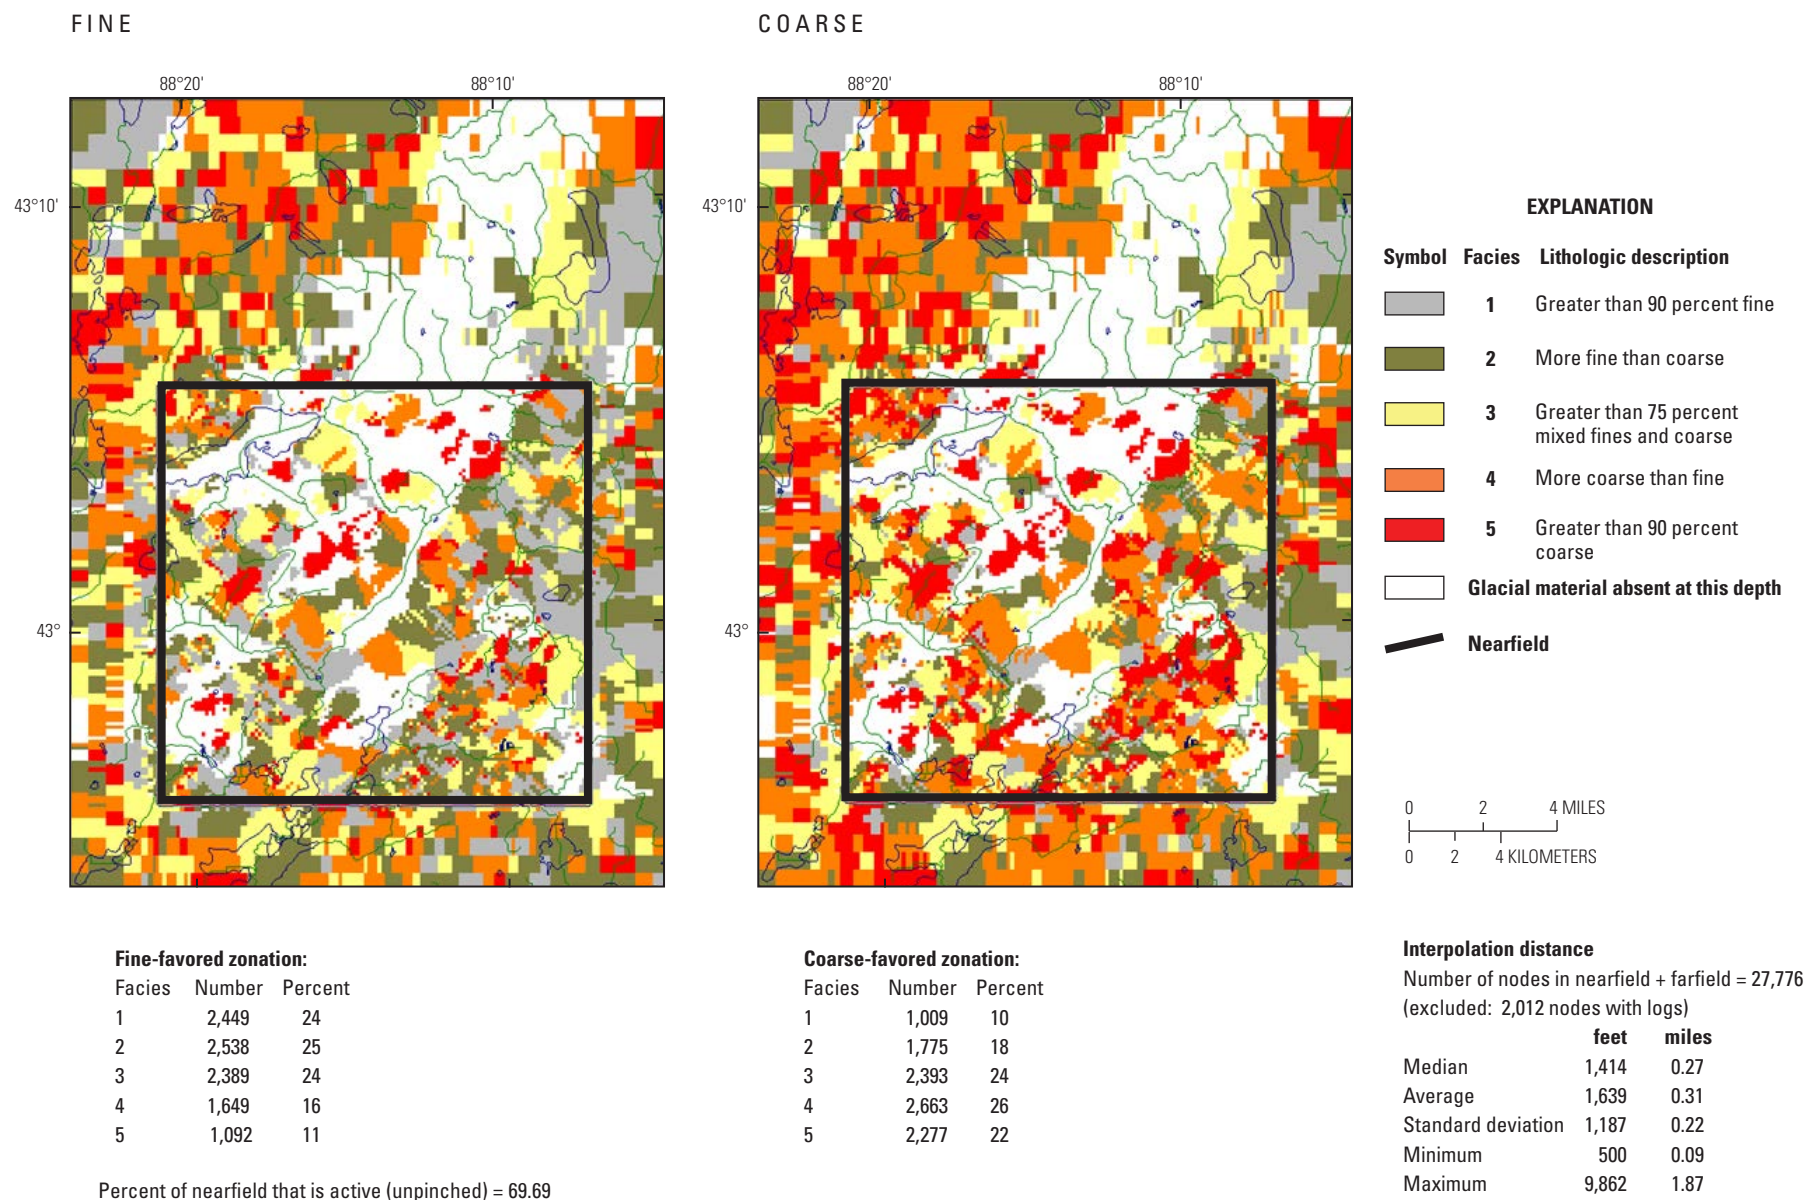 FINE
COARSE
88°20'
88°10'
88°20'
88°10'
43°10'
43°
43°10'
43°
EXPLANATION
Symbol Facies Lithologic description
1 Greater than 90 percent fine
2 More fine than coarse
3 Greater than 75 percent
mixed fines and coarse
4 More coarse than fine
5 Greater than 90 percent
coarse
Glacial material absent at this depth
Nearfield
0 2 4 MILES
0 2 4 KILOMETERS
Fine-favored zonation:
Facies Number Percent
1 2,449 24
2 2,538 25
3 2,389 24
4 1,649 16
5 1,092 11
Percent of nearfield that is active (unpinched) = 69.69
Coarse-favored zonation:
Facies Number Percent
1 1,009 10
2 1,775 18
3 2,393 24
4 2,663 26
5 2,277 22
Interpolation distance
Number of nodes in nearfield + farfield = 27,776
(excluded: 2,012 nodes with logs)
feet miles
Median 1,414 0.27
Average 1,639 0.31
Standard deviation 1,187 0.22
Minimum 500 0.09
Maximum 9,862 1.87